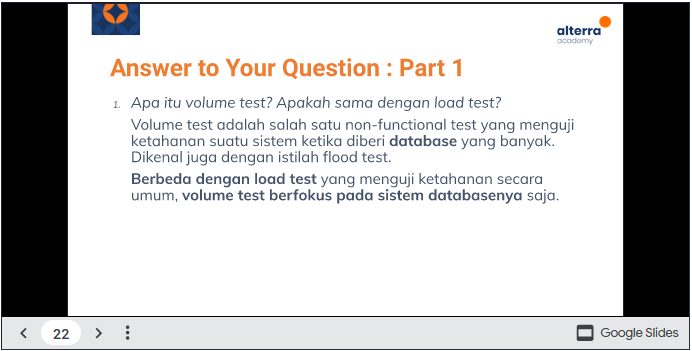 alterra
academy
Answer to Your Question : Part 1
1. Apa itu volume test? Apakah sama dengan load test?
Volume test adalah salah satu non-functional test yang menguji
ketahanan suatu sistem ketika diberi database yang banyak.
Dikenal juga dengan istilah flood test.
Berbeda dengan load test yang menguji ketahanan secara
umum, volume test berfokus pada sistem databasenya saja.
22
Google Slides